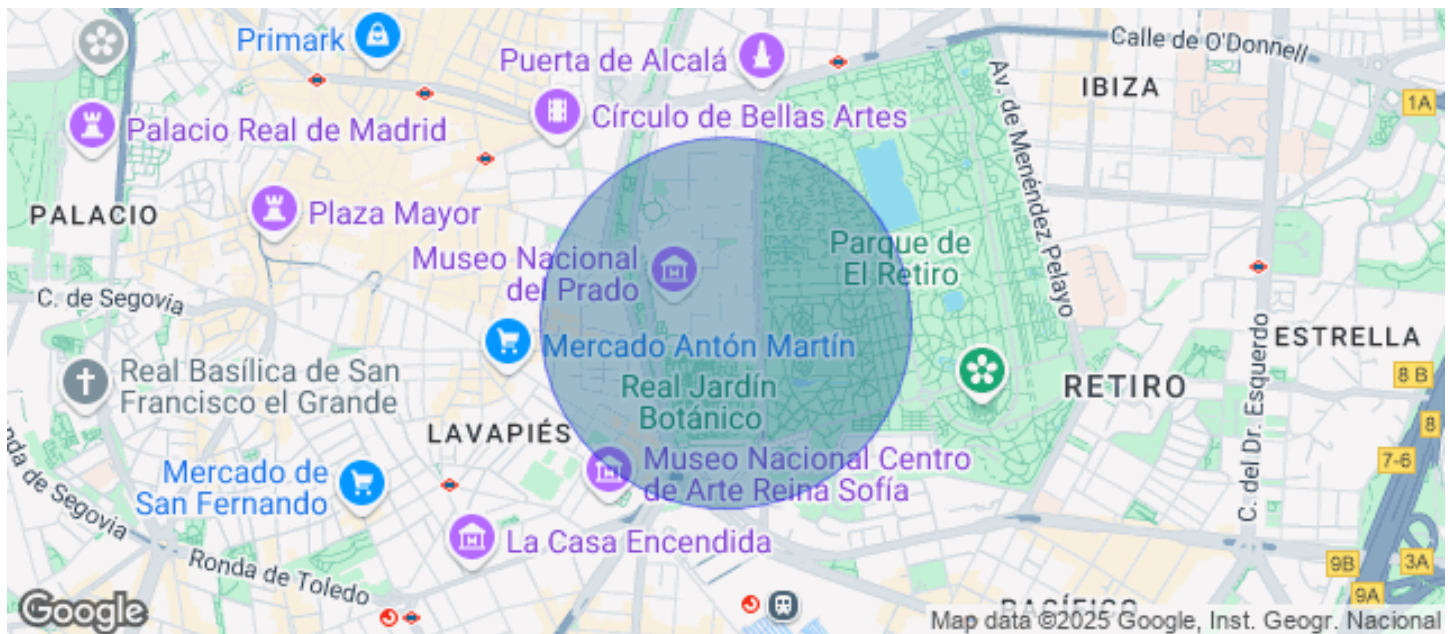 Primark
Puerta de Alcalá
Calle de O'Donnell
IBIZA
1A
Palacio Real de Madrid
Círculo de Bellas Artes
Av. de Menéndez Pelayo
PALACIO
Plaza Mayor
Museo Nacional
del Prado
Parque de
El Retiro
C. de Segovia
Mercado Antón Martín
ESTRELLA
Real Basílica de San
Francisco el Grande
Real Jardín
Botánico
RETIRO
8 B
8
LAVAPIÉS
C. del Dr. Esquerdo
7-6
Mercado de
San Fernando
Museo Nacional Centro
de Arte Reina Sofía
nda de Segovia
La Casa Encendida
Ronda de Toledo
9B
3A
9A
PACÍFICO
Google
Map data ©2025 Google, Inst. Geogr. Nacional